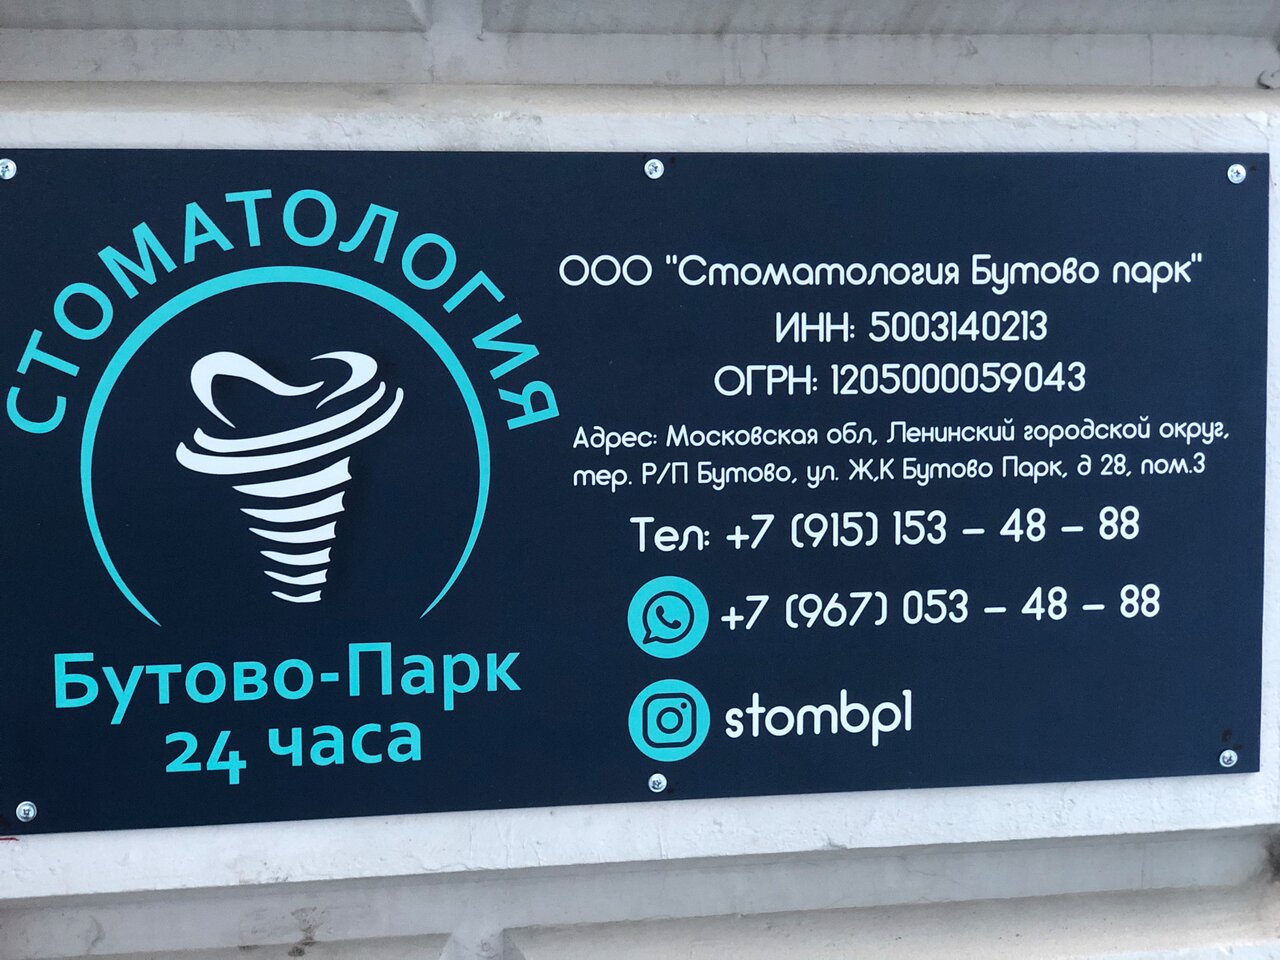 СТОМАТОЛОГИЯ
Бутово-Парк
24 часа
ООО "Стоматология Бутово парк"
ИНН: 5003140213
ОГРН: 1205000059043
Адрес: Московская обл, Ленинский городской округ,
тер. Р/П Бутово, ул. Ж,К Бутово Парк, д 28, пом.3
Тел: +7 (915) 153 – 48 – 88
+7 (967) 053 – 48 – 88
stombp1